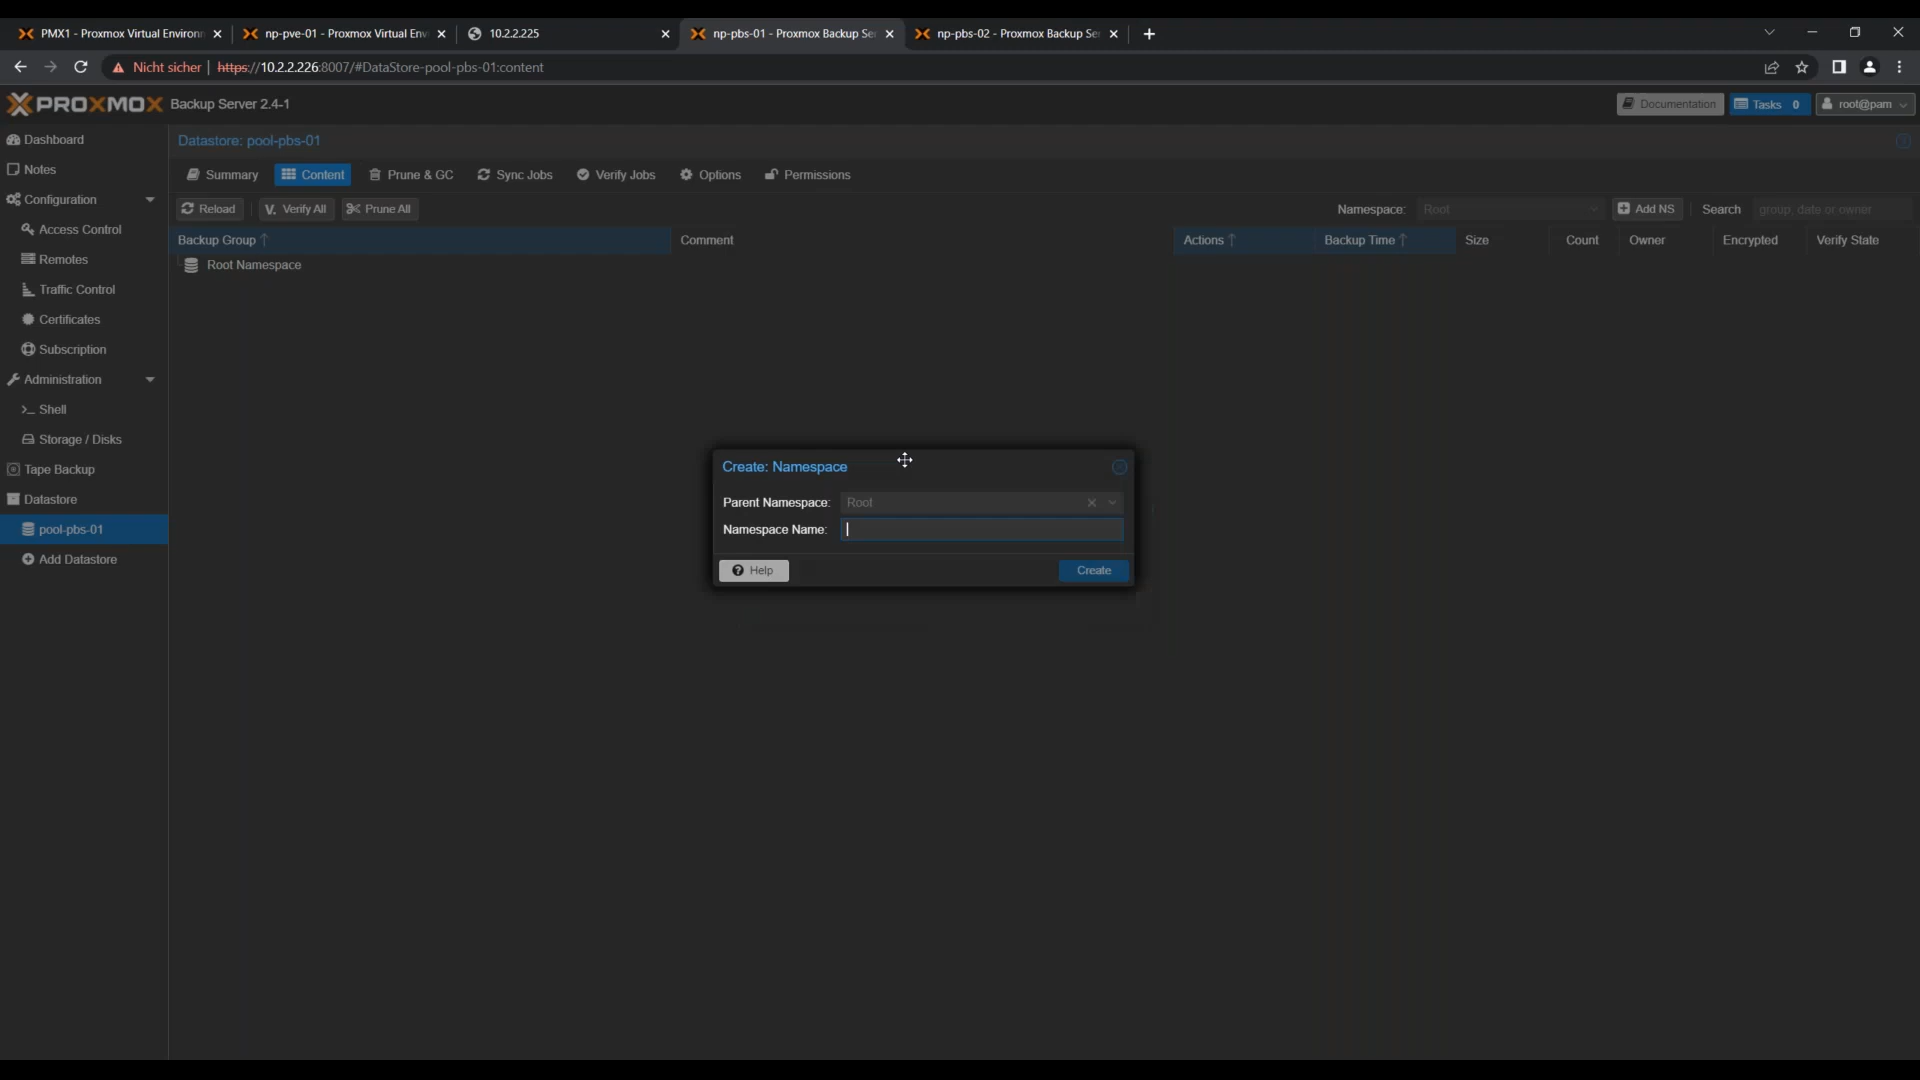 PMX1 - Proxmox Virtual Environ
np-pve-01 - Proxmox Virtual Env
10.2.2.225
np-pbs-01 - Proxmox Backup Se
np-pbs-02 - Proxmox Backup Se
Nicht sicher | https://10.2.2.226:8007/#DataStore-pool-pbs-01:content
PROXMOX Backup Server 2.4-1
Documentation
Tasks 0
root@pam
Dashboard
Notes
Configuration
Access Control
Remotes
Traffic Control
Certificates
Subscription
Administration
Shell
Storage / Disks
Tape Backup
Datastore
pool-pbs-01
Add Datastore
Datastore: pool-pbs-01
Summary Content Prune & GC Sync Jobs Verify Jobs Options Permissions
Reload V. Verify All Prune All Namespace: Root Add NS Search group, date or owner
Backup Group Comment Actions Backup Time Size Count Owner Encrypted Verify State
Root Namespace
Create: Namespace
Parent Namespace: Root
Namespace Name:
Help Create